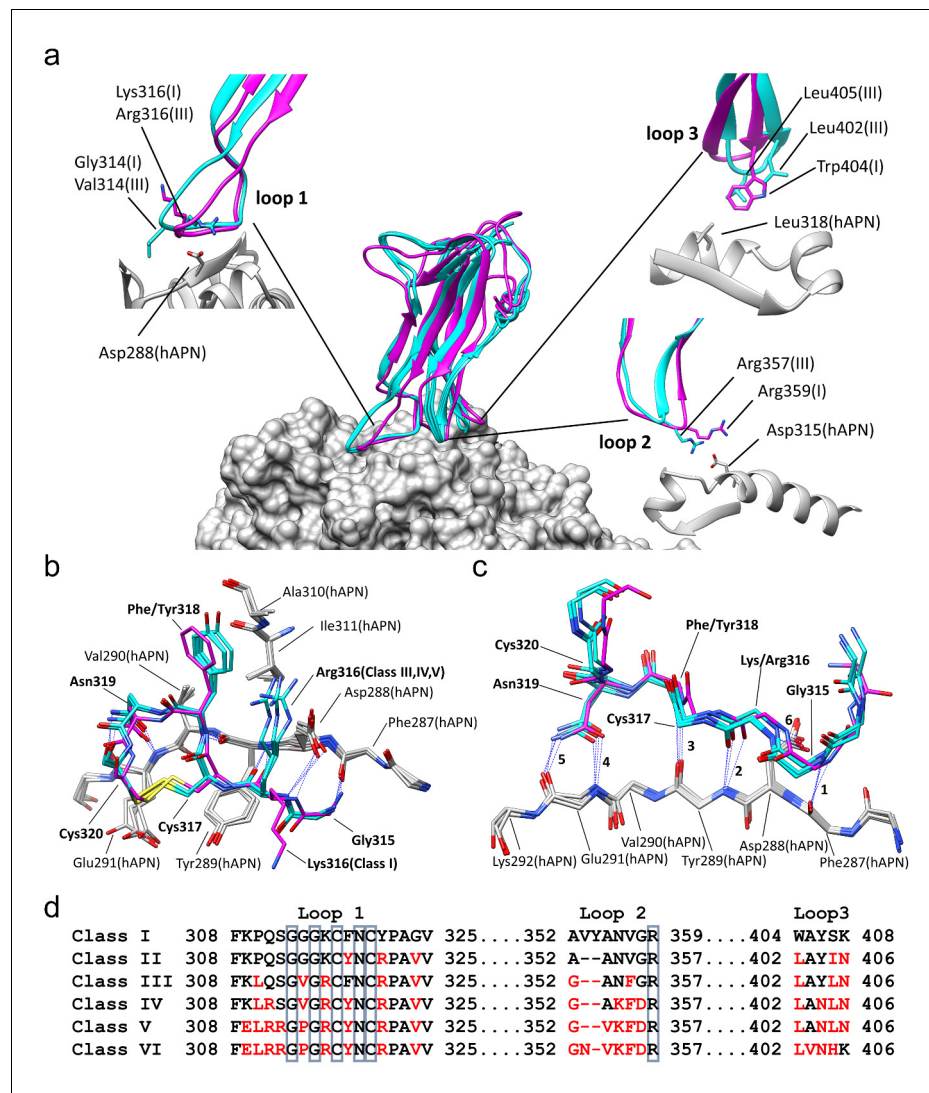 a
Lys316(I)
Arg316(III)
Gly314(I)
Val314(III)
loop 1
Asp288(hAPN)
loop 3
Leu405(III)
Leu402(III)
Trp404(I)
Leu318(hAPN)
Arg357(III)
Arg359(I)
loop 2
Asp315(hAPN)
b
Ala310(hAPN)
Phe/Tyr318
Ile311(hAPN)
Val290(hAPN)
Arg316(Class III,IV,V)
Asn319
Asp288(hAPN)
Phe287(hAPN)
Cys320
Cys317
Gly315
Glu291(hAPN)
Tyr289(hAPN)
Lys316(Class I)
c
Phe/Tyr318
Cys320
Lys/Arg316
Asn319
Gly315
Cys317
6
5
4
3
2
1
Val290(hAPN)
Asp288(hAPN)
Lys292(hAPN)
Glu291(hAPN)
Tyr289(hAPN)
Phe287(hAPN)
d
Loop 1 Loop 2 Loop3
Class I 308 FKPQSGGGKCFNCYPAGV 325....352 AVYANVGR 359....404 WAYSK 408
Class II 308 FKPQSGGGKCYNCRPAVV 325....352 A--ANVGR 357....402 LAYIN 406
Class III 308 FKLQSGVGRCFNCRPAVV 325....352 G--ANFGR 357....402 LAYLN 406
Class IV 308 FKLRSGVGRCYNCRPAVV 325....352 G--AKFDR 357....402 LANLN 406
Class V 308 FELRRGPGRCYNCRPAVV 325....352 G--VKFDR 357....402 LANLN 406
Class VI 308 FELRRGPGRCYNCRPAVV 325....352 GN-VKFDR 357....402 LVNHK 406